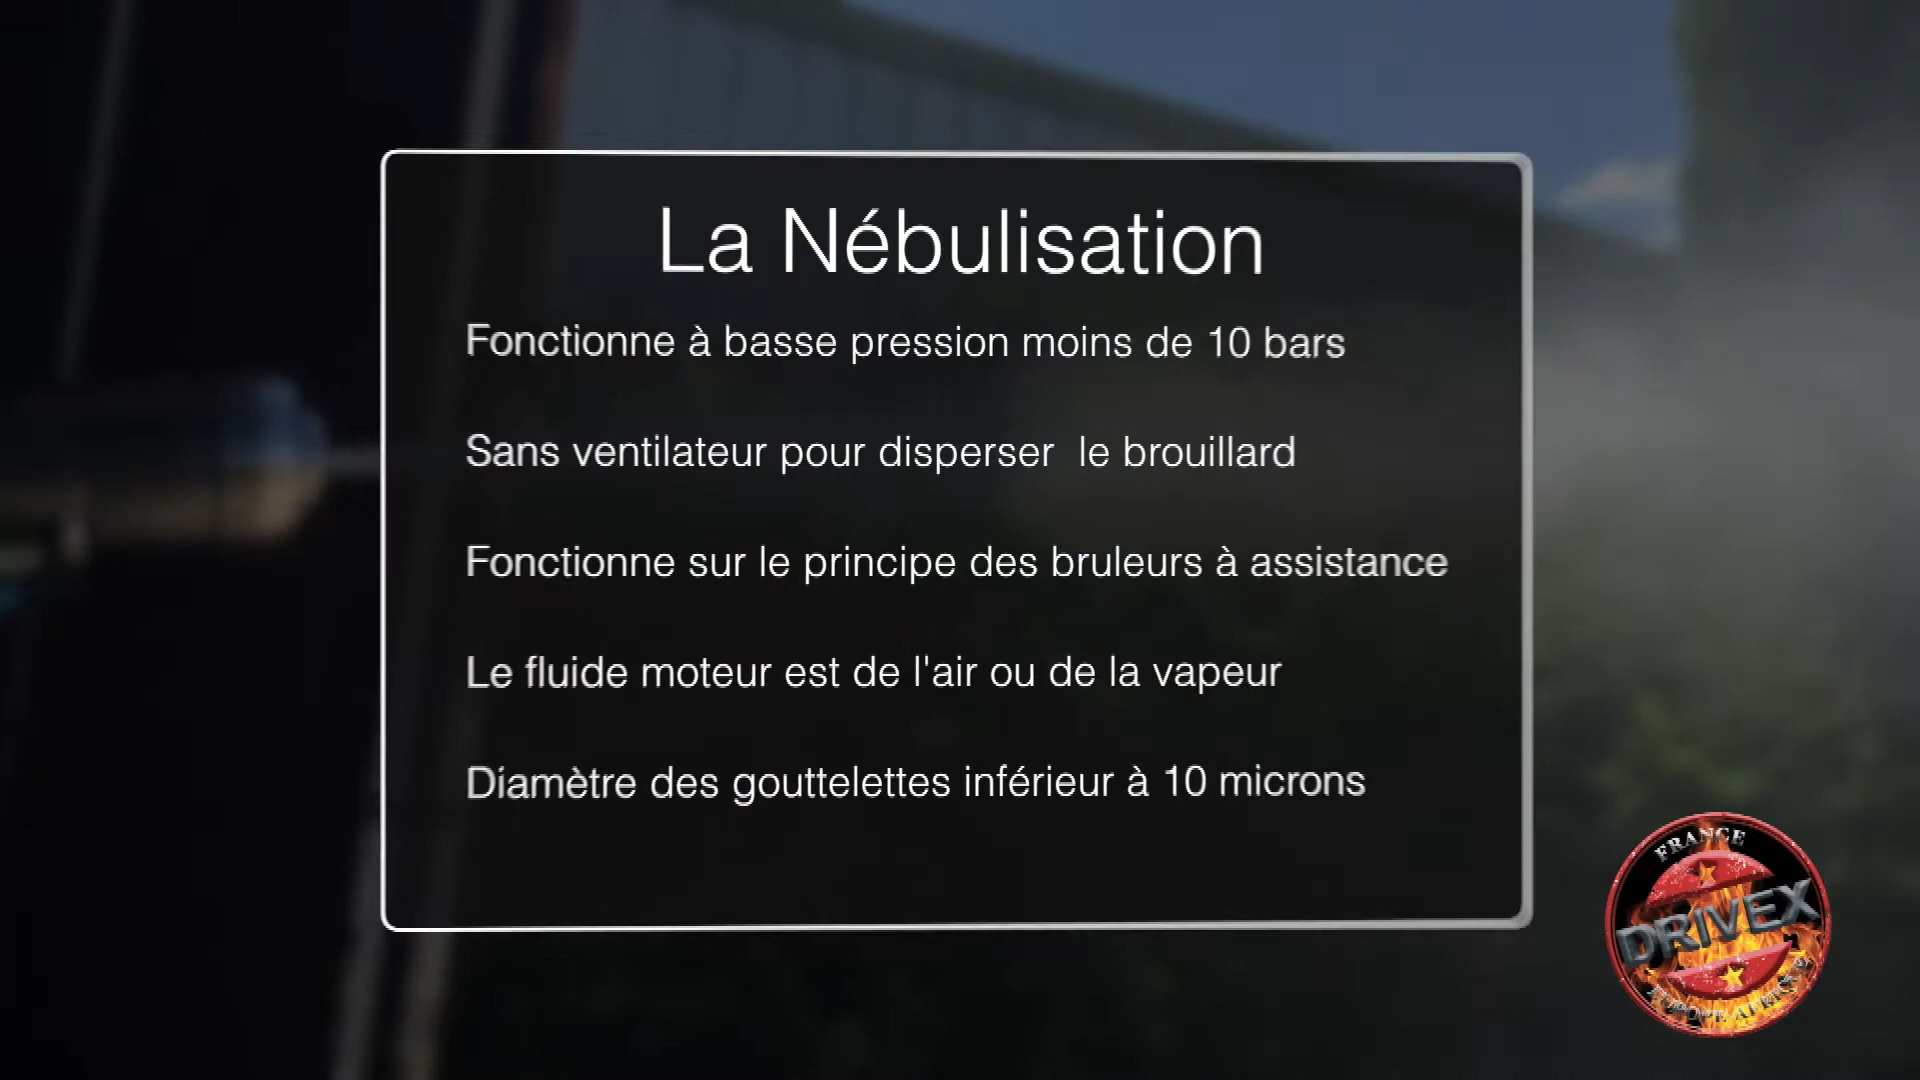 La Nébulisation
Fonctionne à basse pression moins de 10 bars
Sans ventilateur pour disperser  le brouillard
Fonctionne sur le principe des bruleurs à assistance
Le fluide moteur est de l'air ou de la vapeur
Diamètre des gouttelettes inférieur à 10 microns
FRANCE
DRIVEX